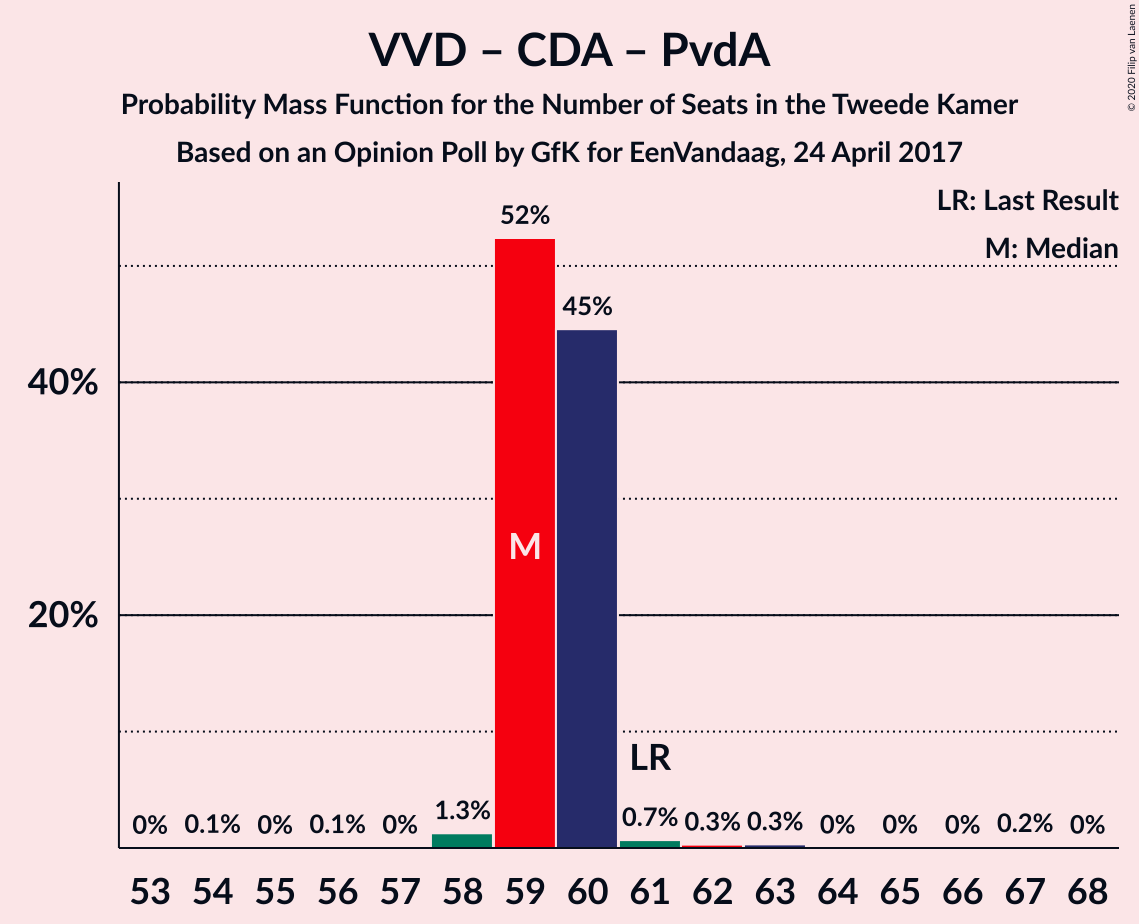 VVD – CDA – PvdA
Probability Mass Function for the Number of Seats in the Tweede Kamer
Based on an Opinion Poll by GfK for EenVandaag, 24 April 2017
© 2020 Filip van Laenen
LR: Last Result
M: Median
52%
45%
40%
M
20%
LR
0% 0.1% 0% 0.1% 0% 1.3% 0.7% 0.3% 0.3% 0% 0% 0% 0.2% 0%
53 54 55 56 57 58 59 60 61 62 63 64 65 66 67 68